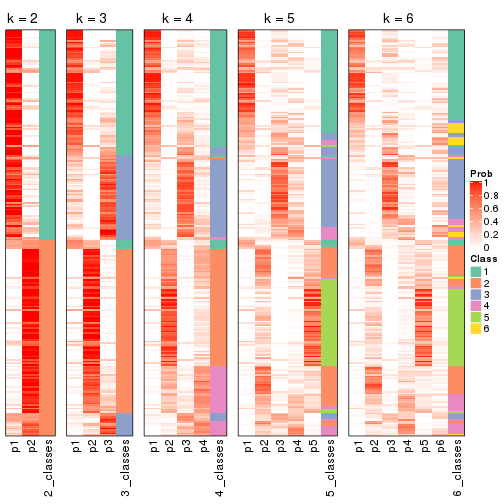 k = 2
k = 3
k = 4
k = 5
k = 6
p1
p2
2_classes
p1
p2
p3
3_classes
p1
p2
p3
p4
4_classes
p1
p2
p3
p4
p5
5_classes
p1
p2
p3
p4
p5
p6
6_classes
Prob
1
0.8
0.6
0.4
0.2
0
Class
1
2
3
4
5
6